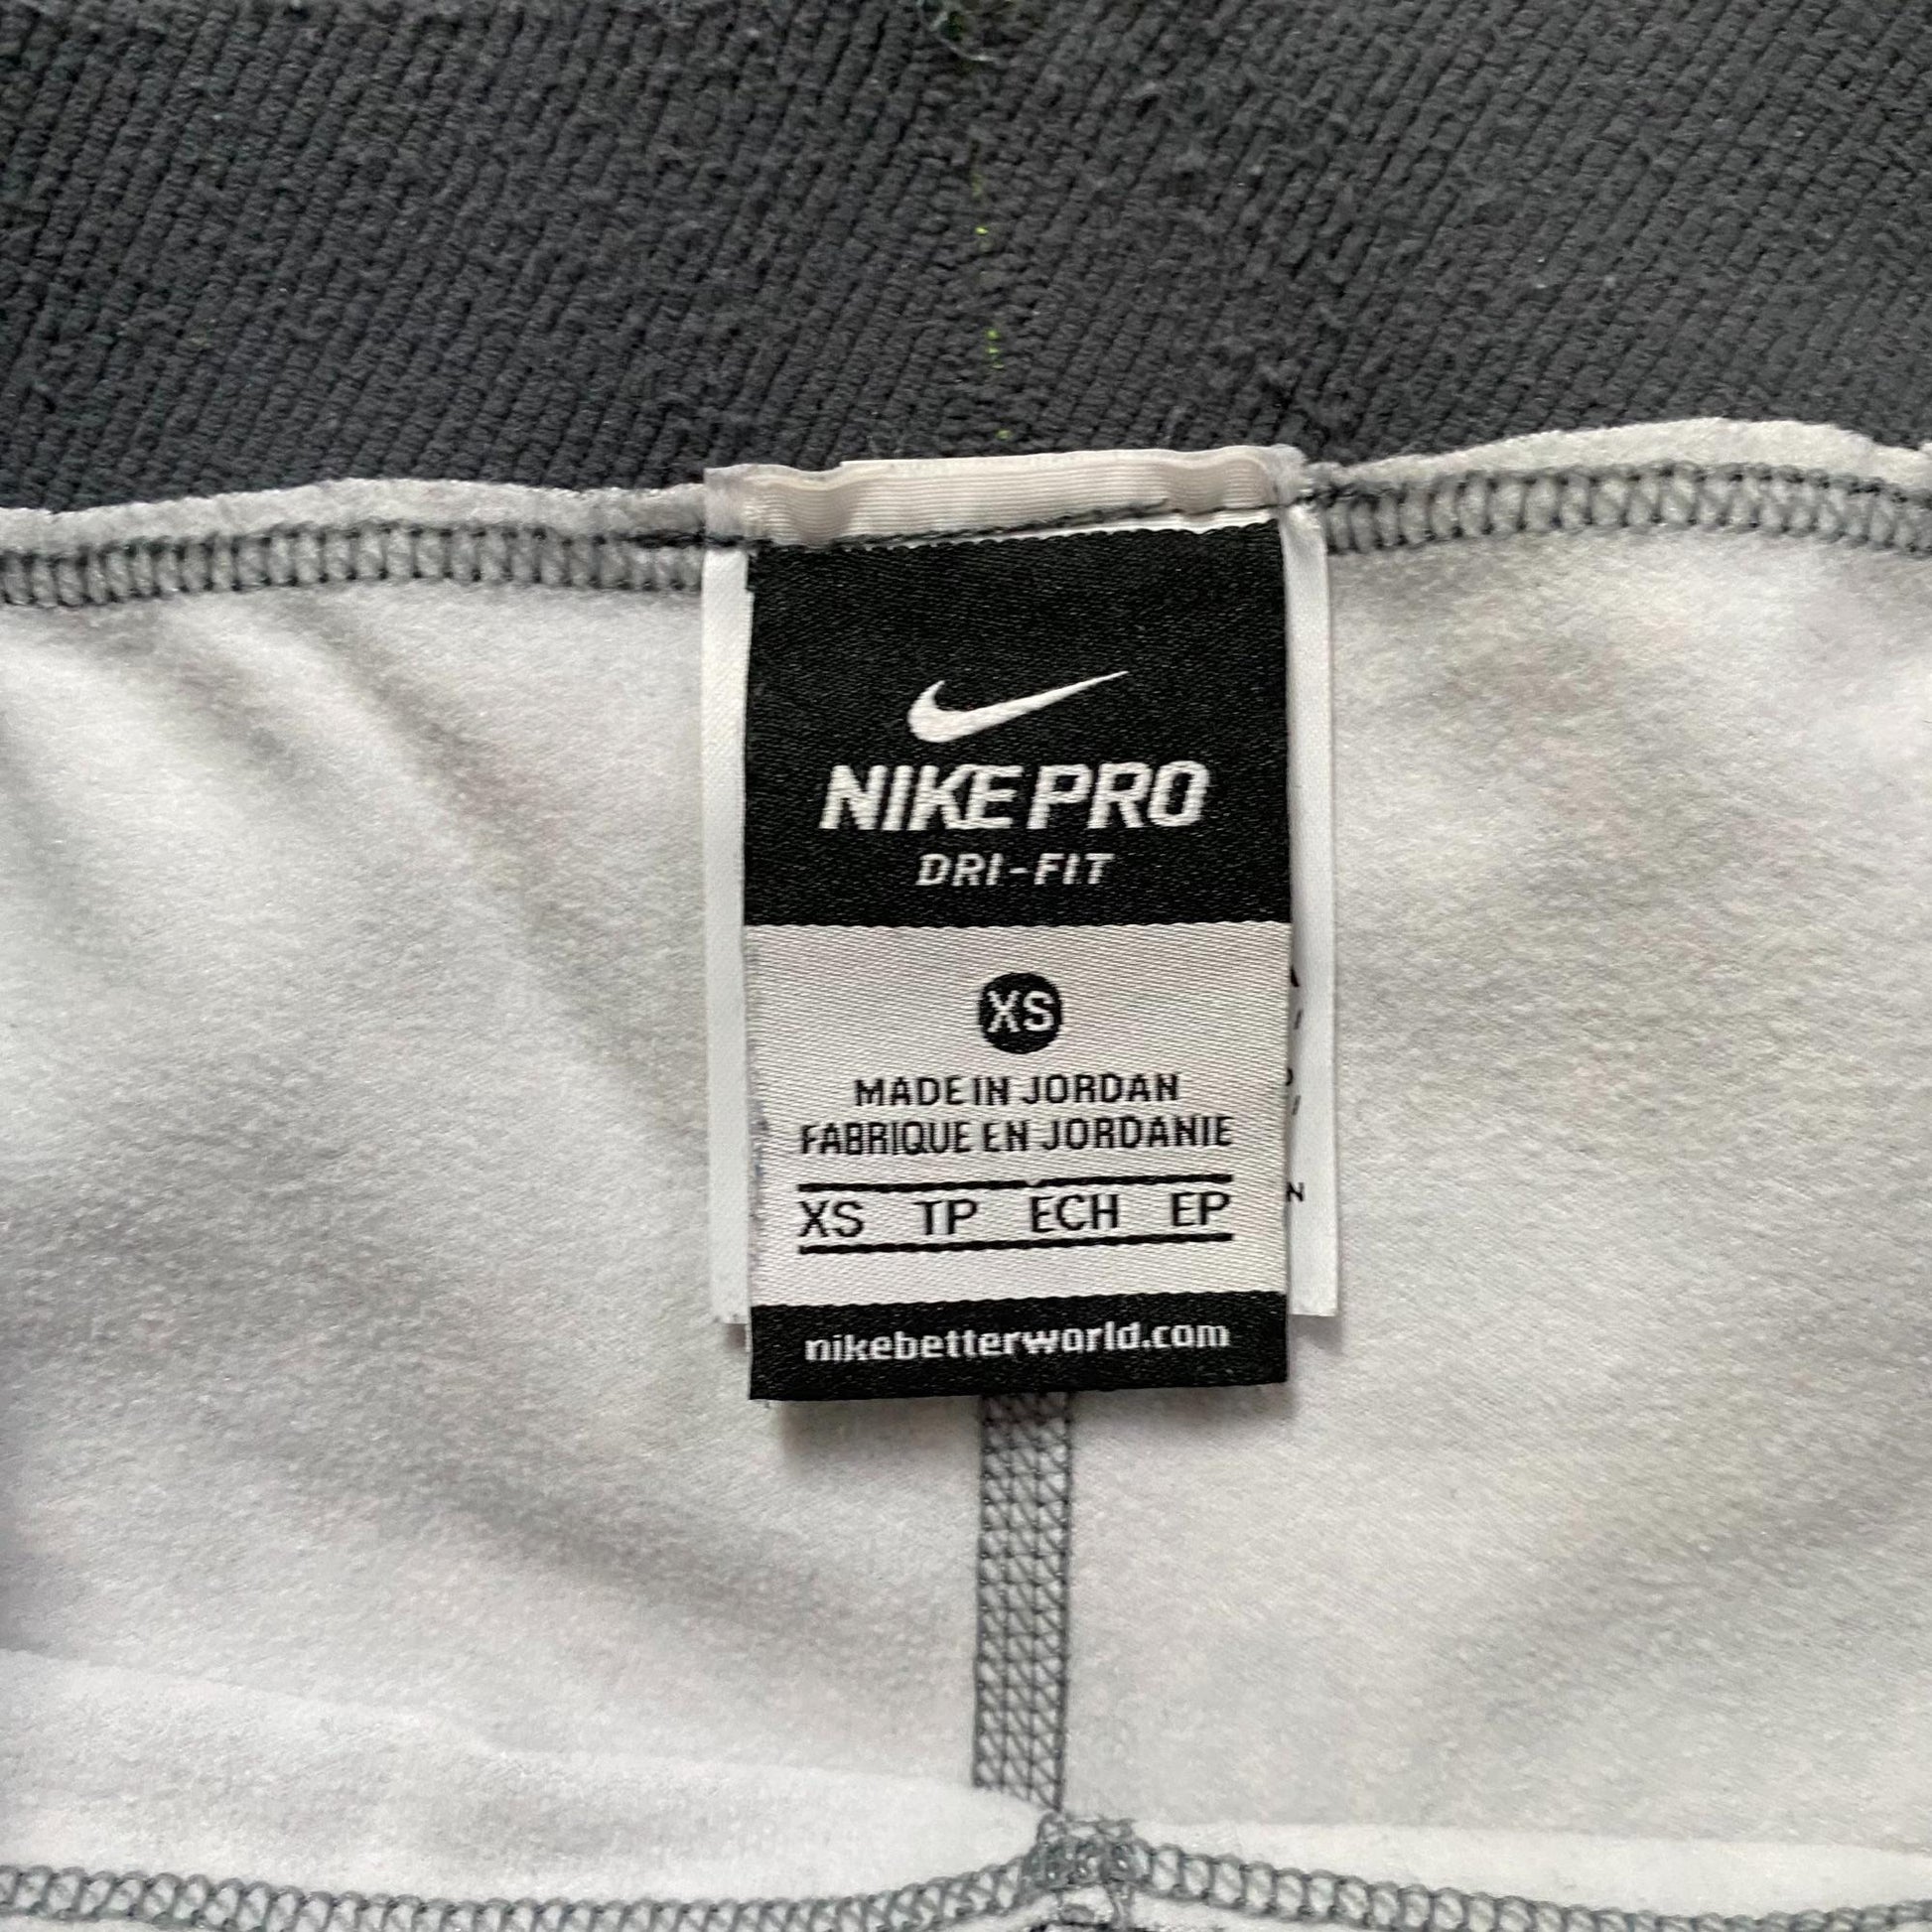 NIKE PRO
DRI-FIT
XS
MADE IN JORDAN
FABRIQUE EN JORDANIE
XS TP ECH EP
nikebetterworld.com